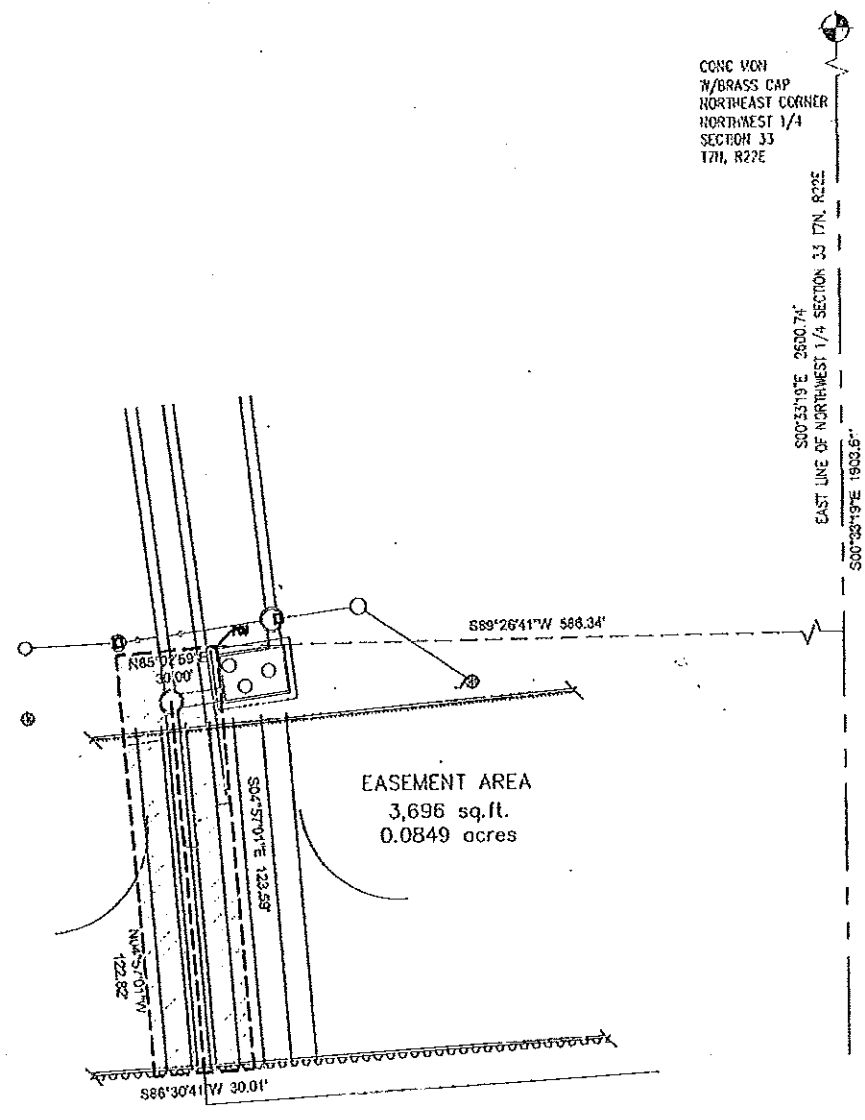 CONC MON
W/BRASS CAP
NORTHEAST CORNER
NORTHWEST 1/4
SECTION 33
T7N, R22E
S00°33'19"E 2600.74'
EAST LINE OF NORTHWEST 1/4 SECTION 33 T7N, R22E
S00°33'19"E 1903.61'
S89°26'41"W 586.34'
N85°02'59"E
30.00'
EASEMENT AREA
3,696 sq.ft.
0.0849 acres
S04°57'01"E 123.59'
N04°57'01"W
122.82'
S86°30'41"W 30.01'